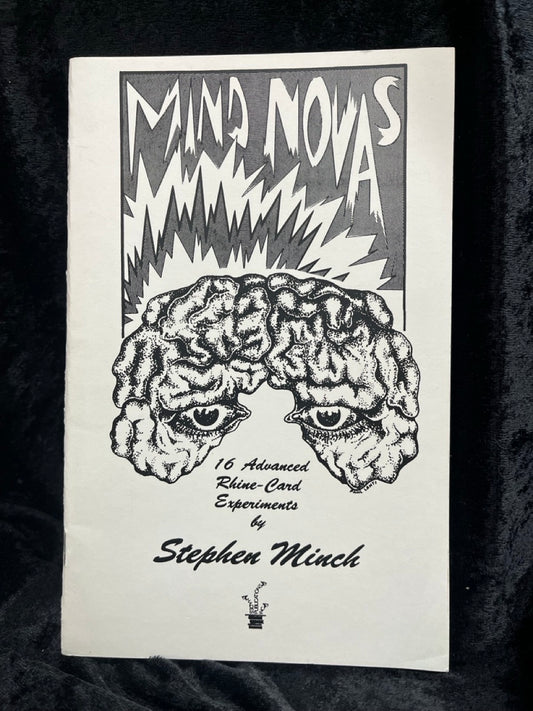 MIND NOVAS
16 Advanced
Rhine-Card
Experiments
by
Stephen Minch